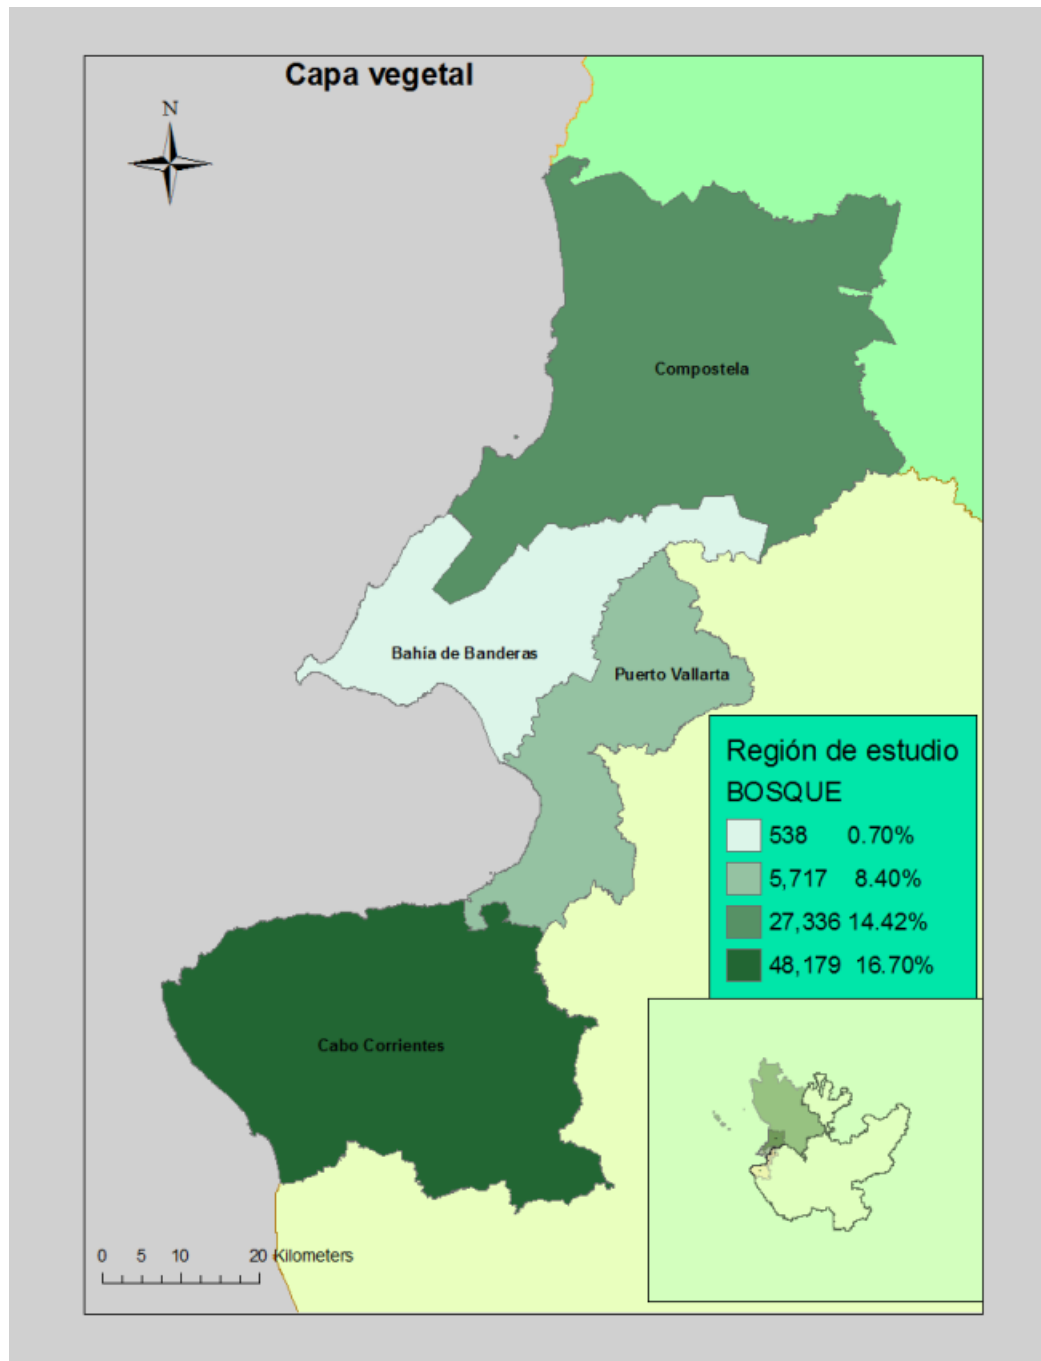 Capa vegetal
N
Compostela
Bahía de Banderas
Puerto Vallarta
Región de estudio
BOSQUE
538 0.70%
5,717 8.40%
27,336 14.42%
48,179 16.70%
Cabo Corrientes
0 5 10 20 Kilometers